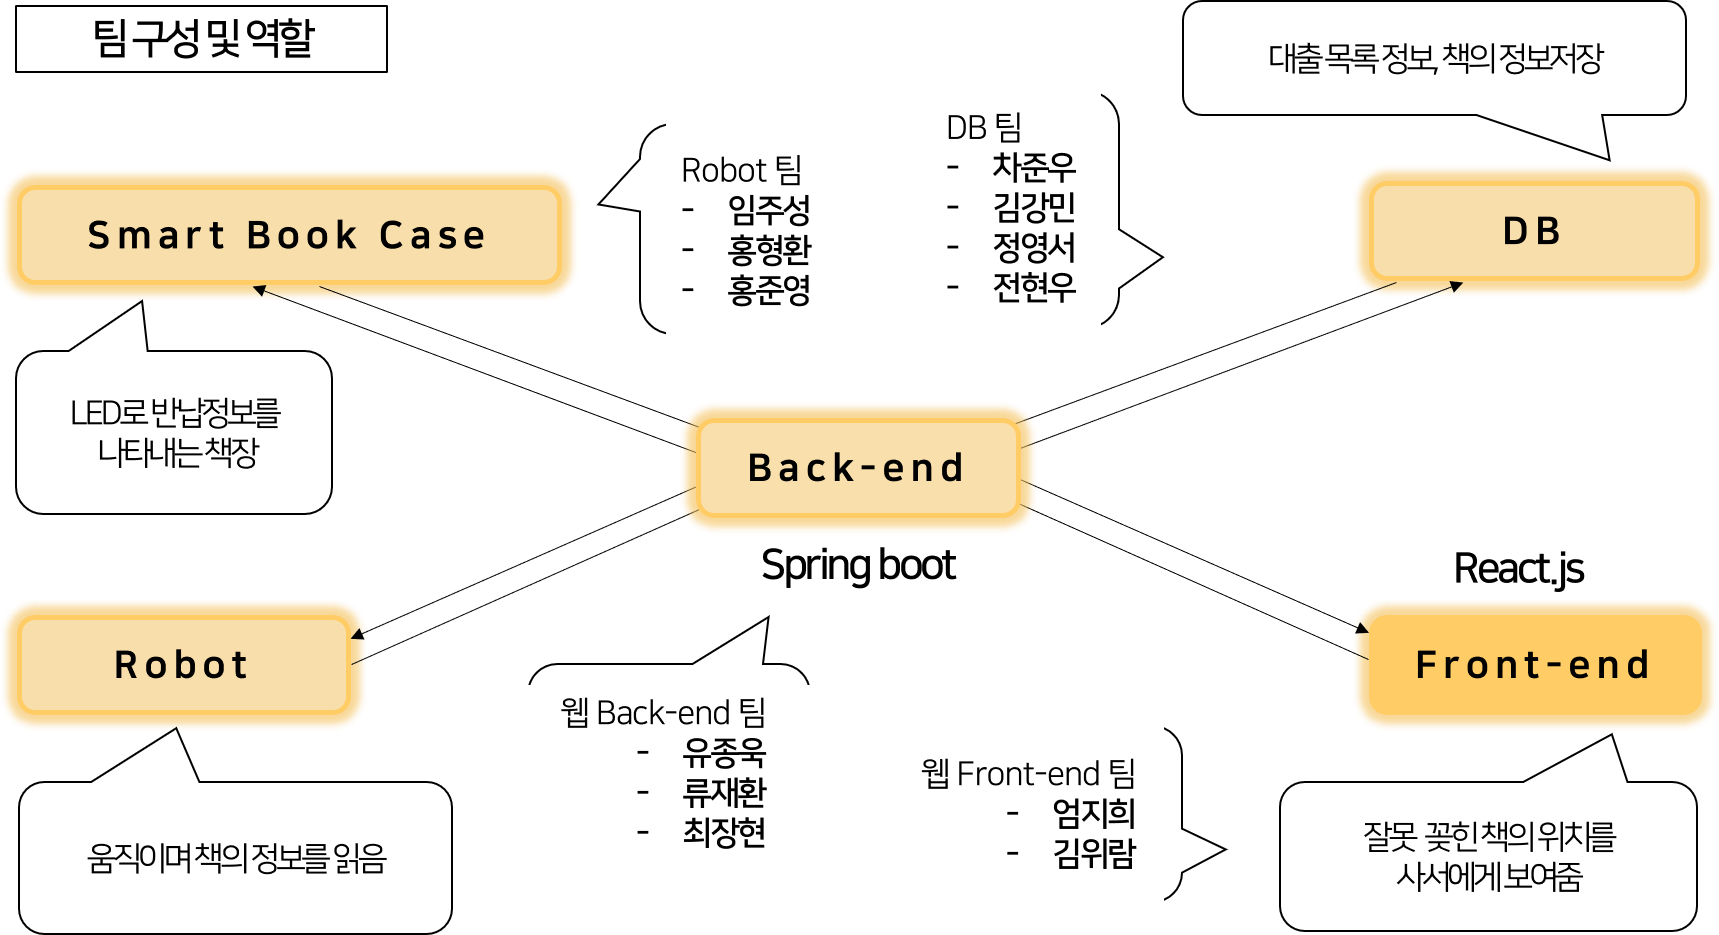 팀 구성 및 역할
대출 목록 정보, 책의 정보저장
Robot 팀
- 임주성
- 홍형환
- 홍준영
DB 팀
- 차준우
- 김강민
- 정영서
- 전현우
Smart Book Case
DB
LED로 반납정보를
나타내는 책장
Back-end
Spring boot
React.js
Robot
Front-end
웹 Back-end 팀
- 유종욱
- 류재환
- 최장현
웹 Front-end 팀
- 엄지희
- 김위람
움직이며 책의 정보를 읽음
잘못 꽂힌 책의 위치를
사서에게 보여줌